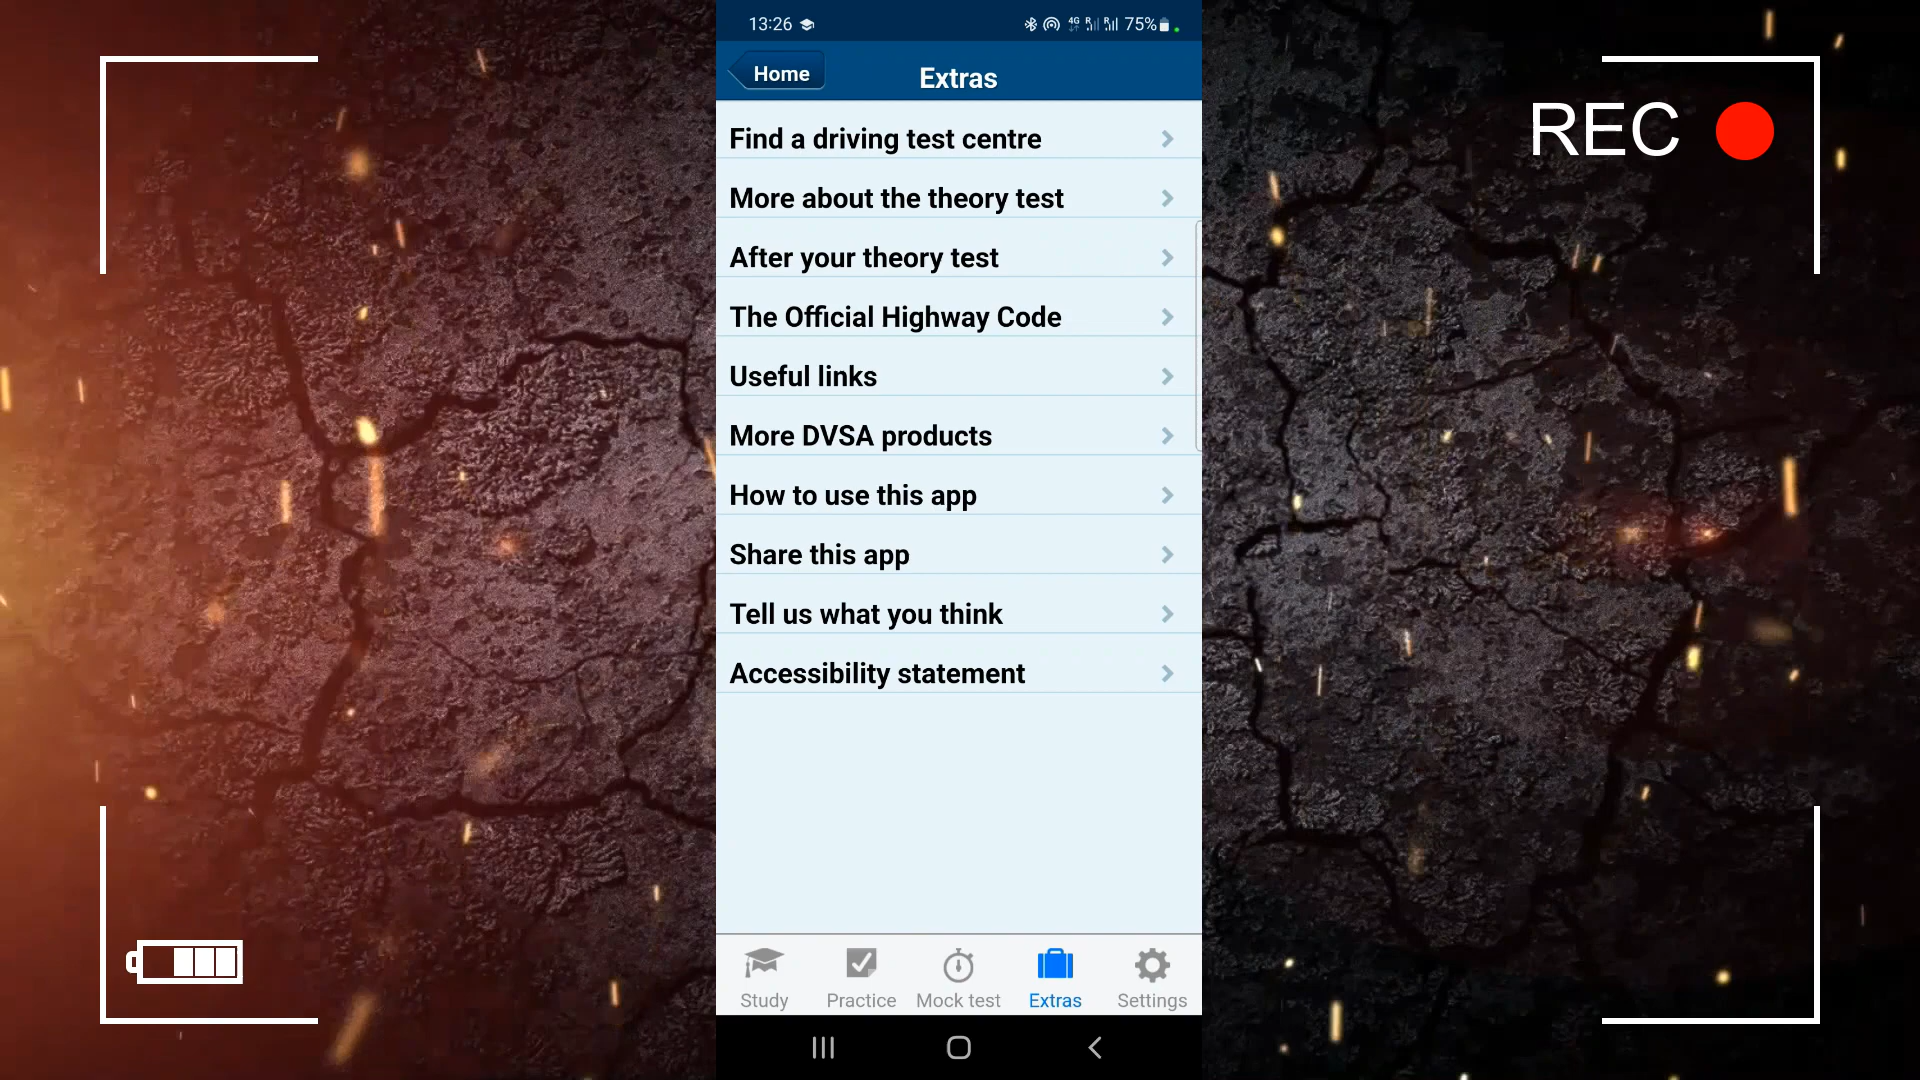 13:26
4G R R 75%
Home
Extras
REC
Find a driving test centre
More about the theory test
After your theory test
The Official Highway Code
Useful links
More DVSA products
How to use this app
Share this app
Tell us what you think
Accessibility statement
Study
Practice
Mock test
Extras
Settings